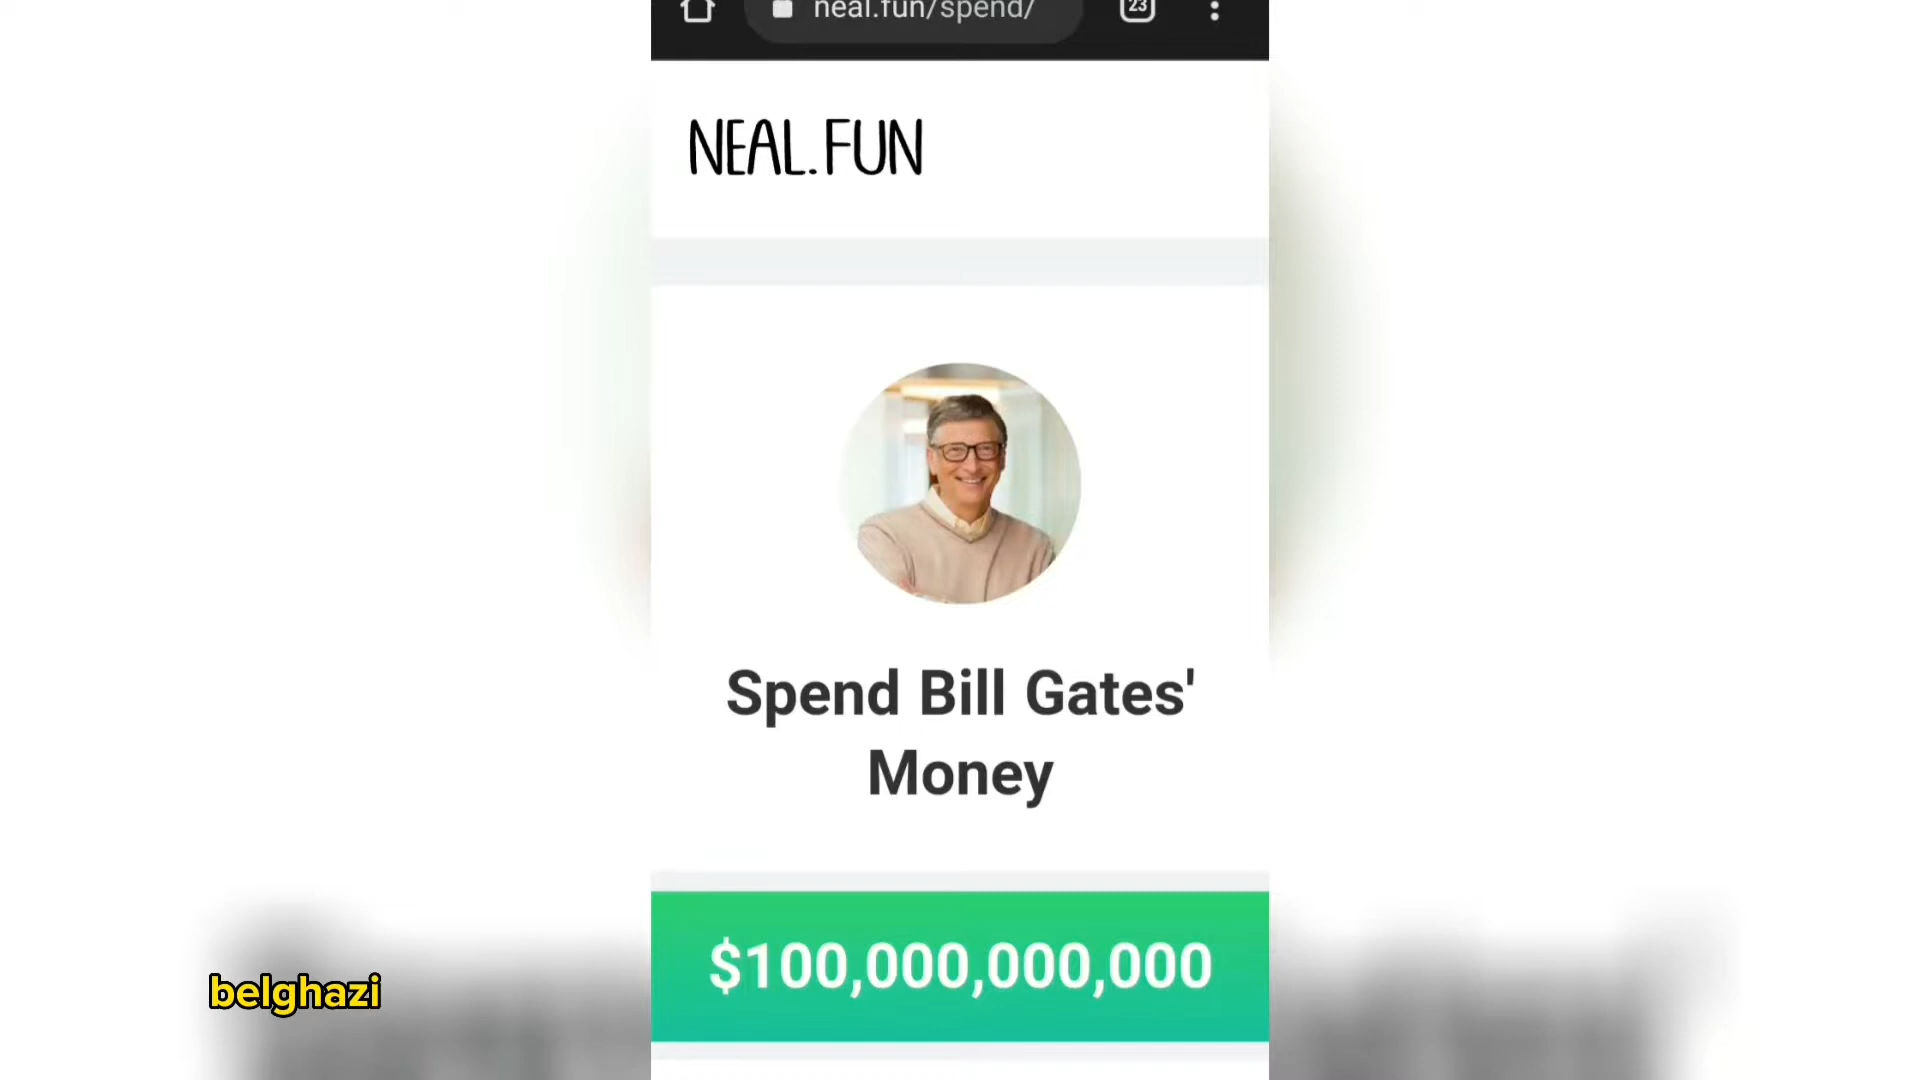 neal.fun/spend/
23
NEAL.FUN
Spend Bill Gates'
Money
$100,000,000,000
belghazi